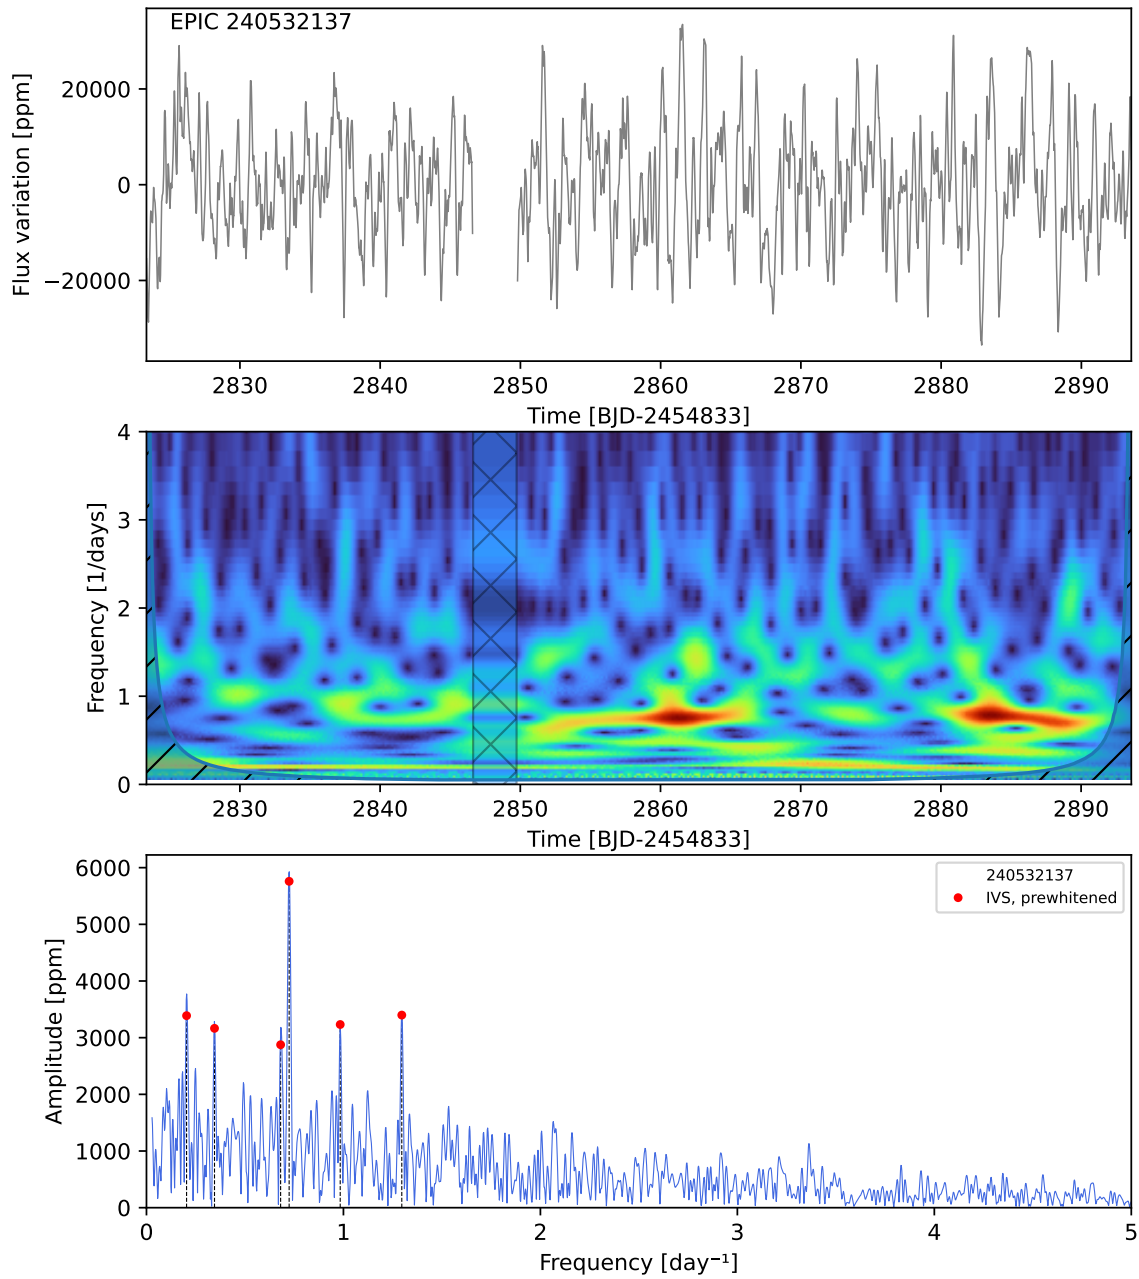 EPIC 240532137
20000
0
−20000
Flux variation [ppm]
2830 2840 2850 2860 2870 2880 2890
Time [BJD-2454833]
4
3
2
1
0
Frequency [1/days]
2830 2840 2850 2860 2870 2880 2890
Time [BJD-2454833]
6000
5000
4000
3000
2000
1000
0
Amplitude [ppm]
240532137
IVS, prewhitened
0 1 2 3 4 5
Frequency [day⁻¹]